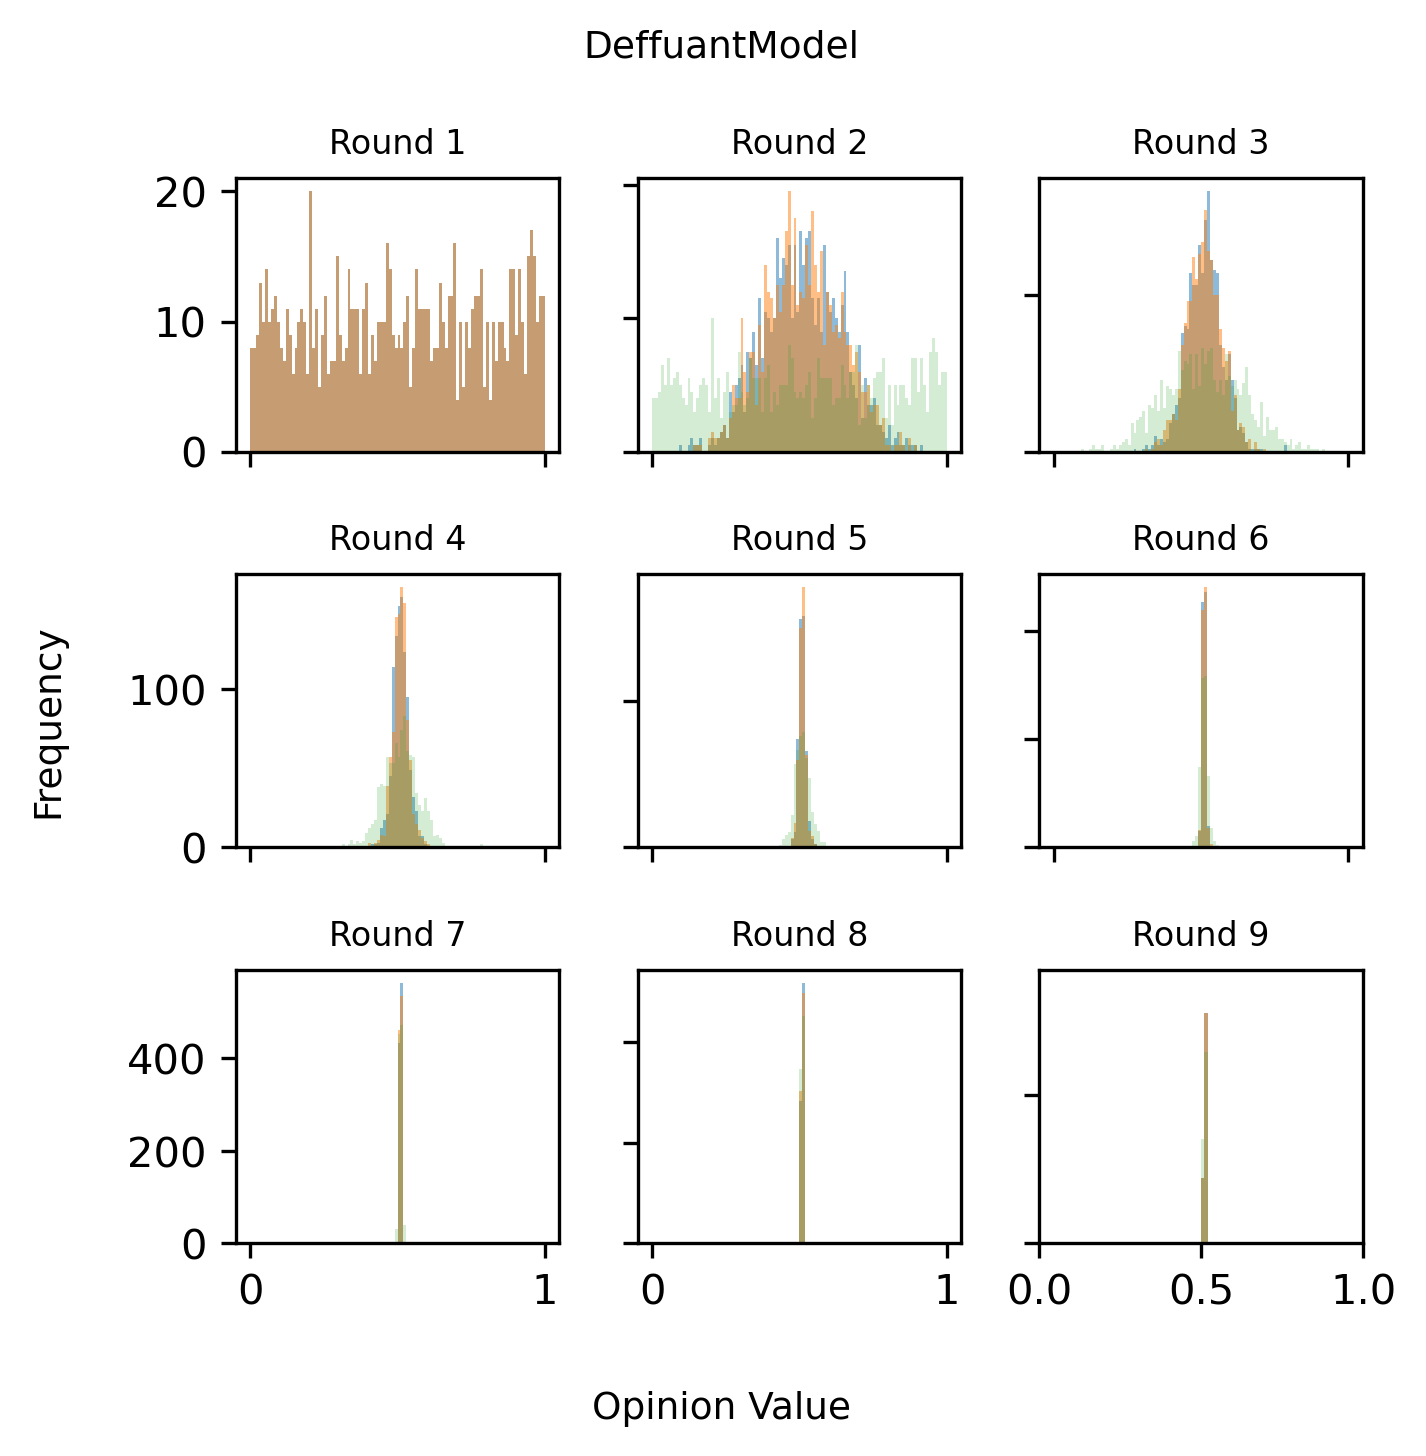 DeffuantModel
Round 1
Round 2
Round 3
20
10
0
Round 4
Round 5
Round 6
Frequency
100
0
Round 7
Round 8
Round 9
400
200
0
0 1
0 1
0.0 0.5 1.0
Opinion Value